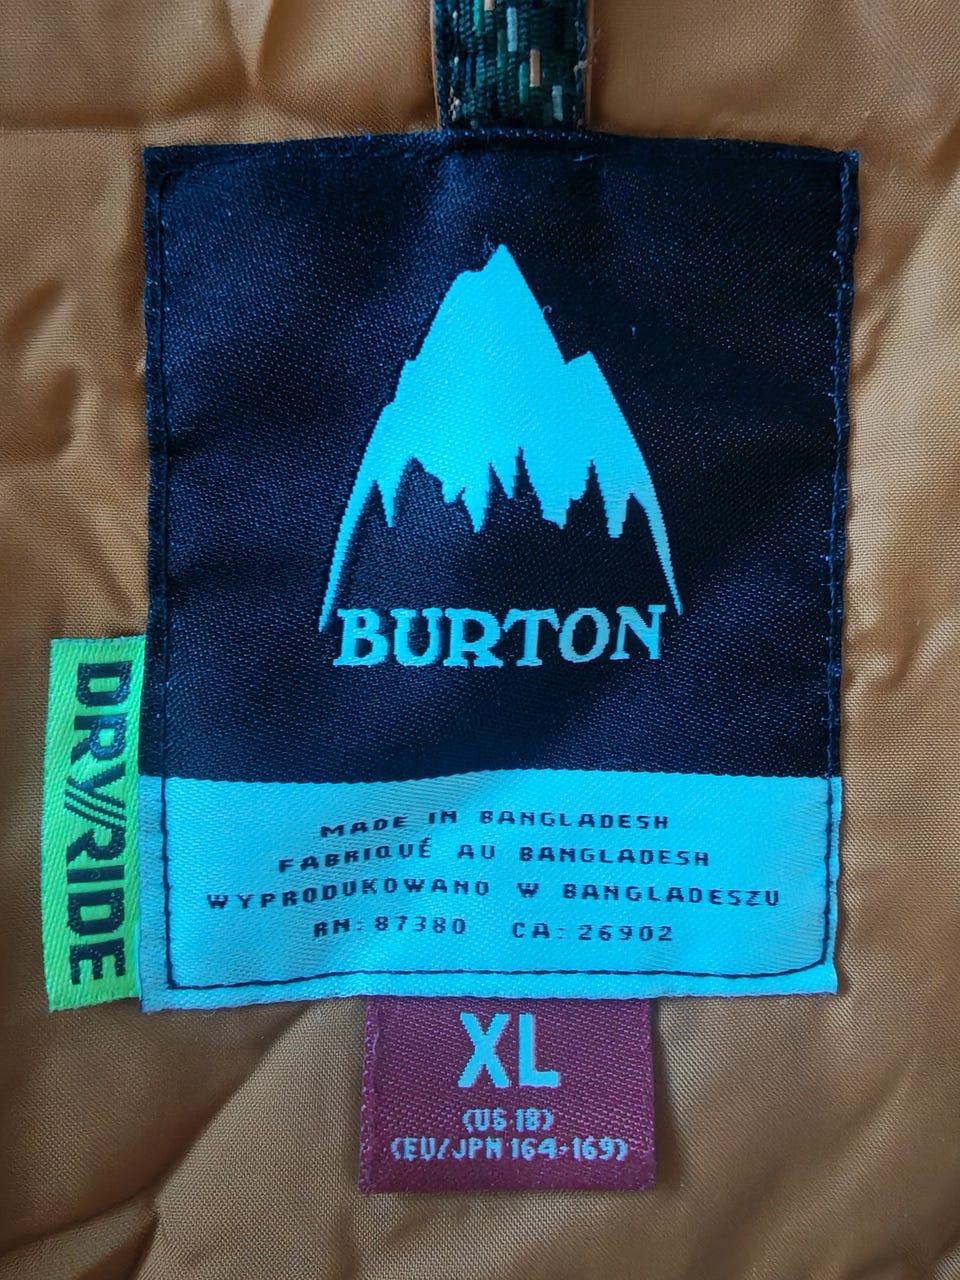 BURTON
DRY//RIDE
MADE IN BANGLADESH
FABRIQUÉ AU BANGLADESH
WYPRODUKOWANO W BANGLADESZU
RN: 87380 CA: 26902
XL
(US 18)
(EU/JPN 164-169)